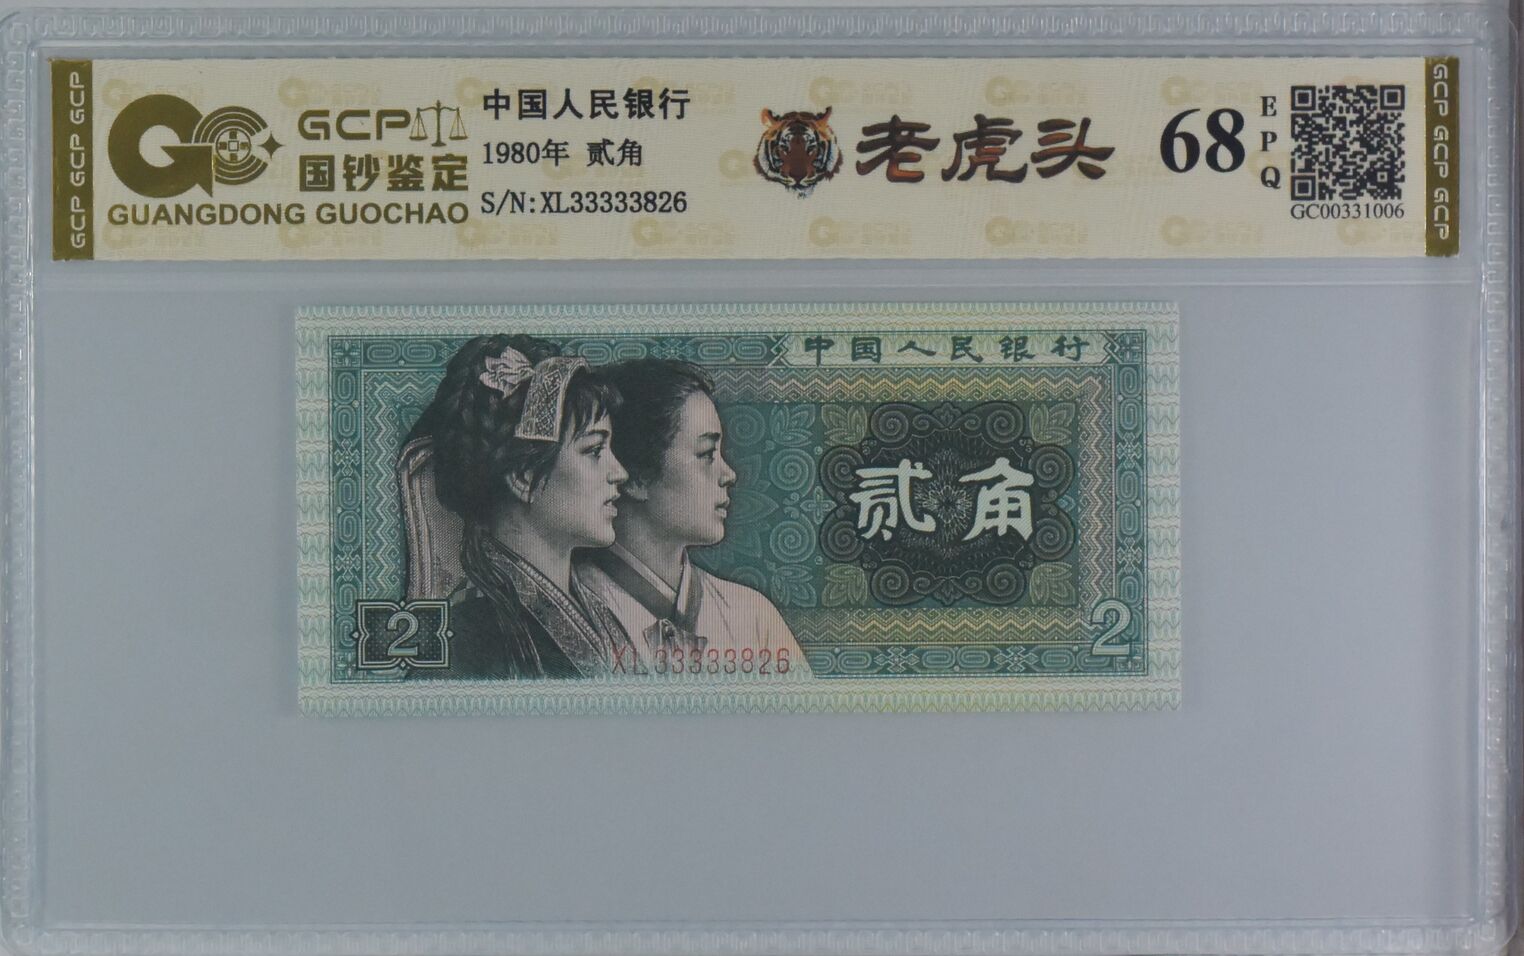 GCP GCP GCP
GCP
国钞鉴定
GUANGDONG GUOCHAO
中国人民银行
1980年 贰角
S/N:XL33333826
老虎头
68
EPQ
GC00331006
GCP GCP GCP
中国人民银行
贰角
2
2
XL33333826